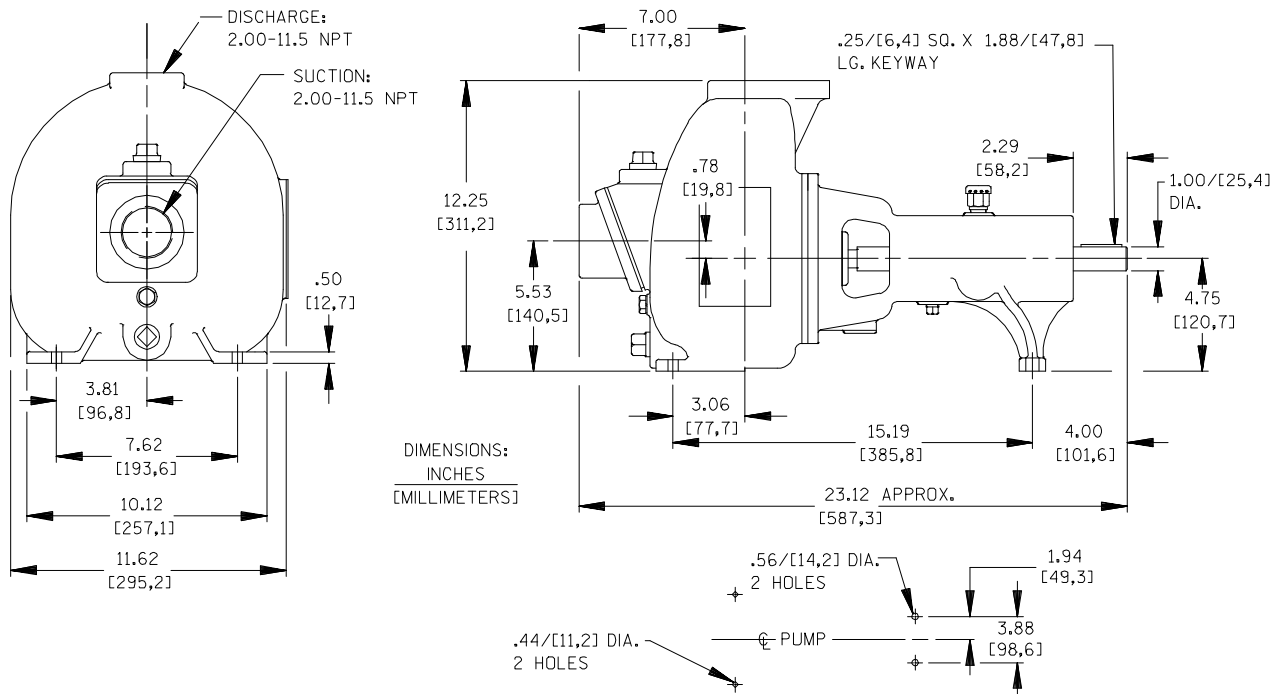 DISCHARGE:
2.00-11.5 NPT
SUCTION:
2.00-11.5 NPT
.50
[12,7]
3.81
[96,8]
7.62
[193,6]
10.12
[257,1]
11.62
[295,2]
7.00
[177,8]
.25/[6,4] SQ. X 1.88/[47,8]
LG. KEYWAY
2.29
[58,2]
1.00/[25,4]
DIA.
.78
[19,8]
12.25
[311,2]
5.53
[140,5]
4.75
[120,7]
3.06
[77,7]
15.19
[385,8]
4.00
[101,6]
DIMENSIONS:
INCHES
[MILLIMETERS]
23.12 APPROX.
[587,3]
.56/[14,2] DIA.
2 HOLES
1.94
[49,3]
.44/[11,2] DIA.
2 HOLES
℄ PUMP
3.88
[98,6]